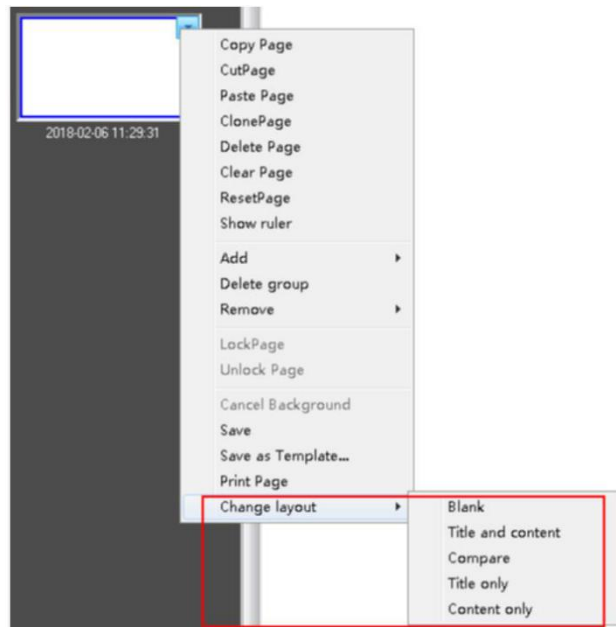 2018-02-06 11:29:31
Copy Page
CutPage
Paste Page
ClonePage
Delete Page
Clear Page
ResetPage
Show ruler
Add
Delete group
Remove
LockPage
Unlock Page
Cancel Background
Save
Save as Template...
Print Page
Change layout
Blank
Title and content
Compare
Title only
Content only